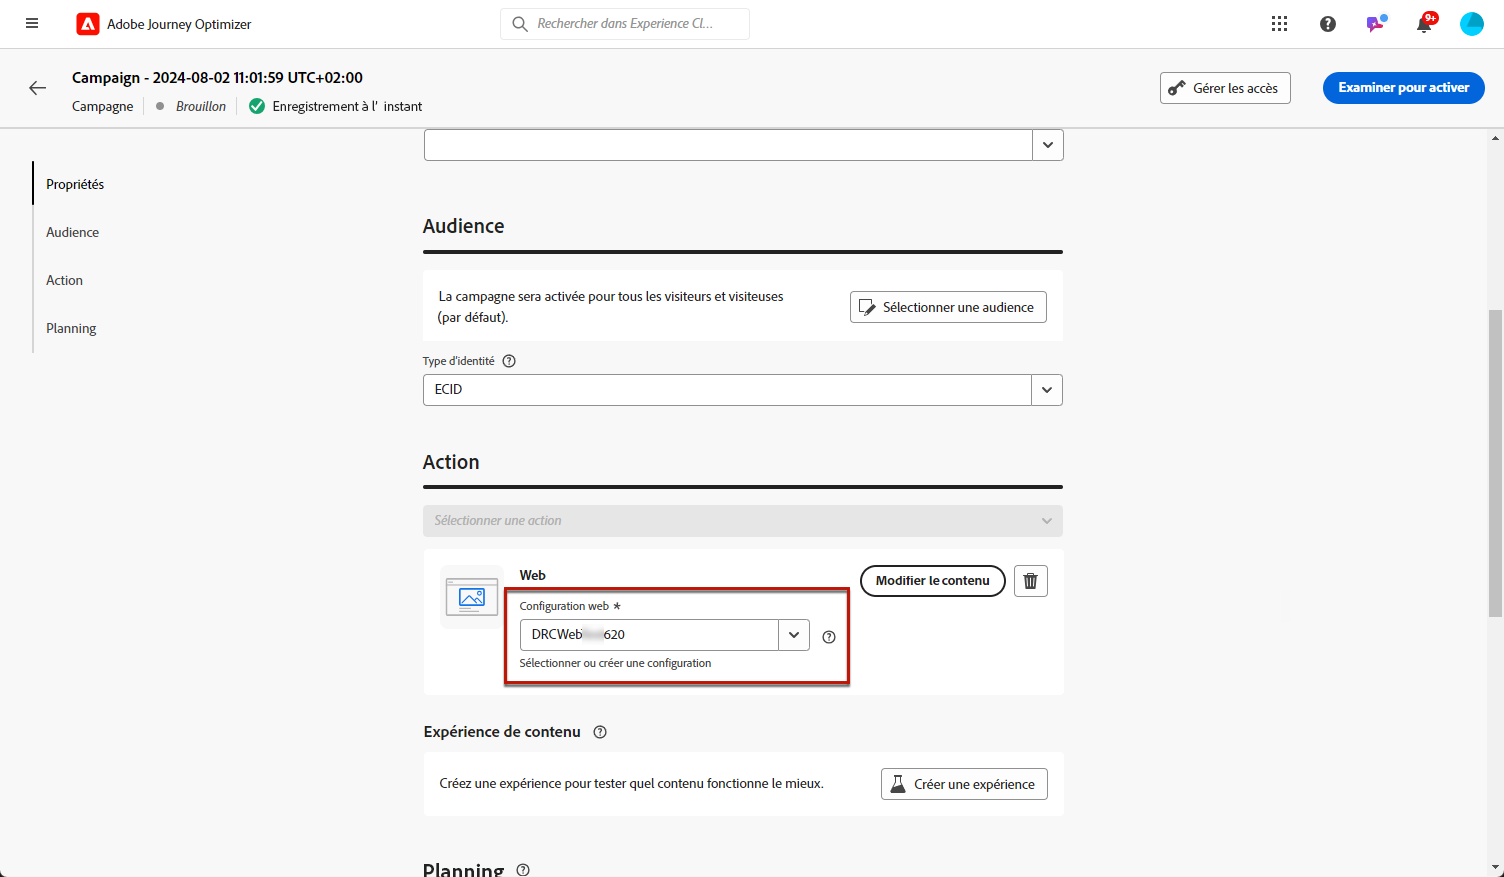 Adobe Journey Optimizer
Rechercher dans Experience Cl...
9+
Campaign - 2024-08-02 11:01:59 UTC+02:00
Campagne
Brouillon
Enregistrement à l' instant
Gérer les accès
Examiner pour activer
Propriétés
Audience
Action
Planning
Audience
La campagne sera activée pour tous les visiteurs et visiteuses
(par défaut).
Sélectionner une audience
Type d'identité
ECID
Action
Sélectionner une action
Web
Modifier le contenu
Configuration web *
DRCWeb 620
Sélectionner ou créer une configuration
Expérience de contenu
Créez une expérience pour tester quel contenu fonctionne le mieux.
Créer une expérience
Planning